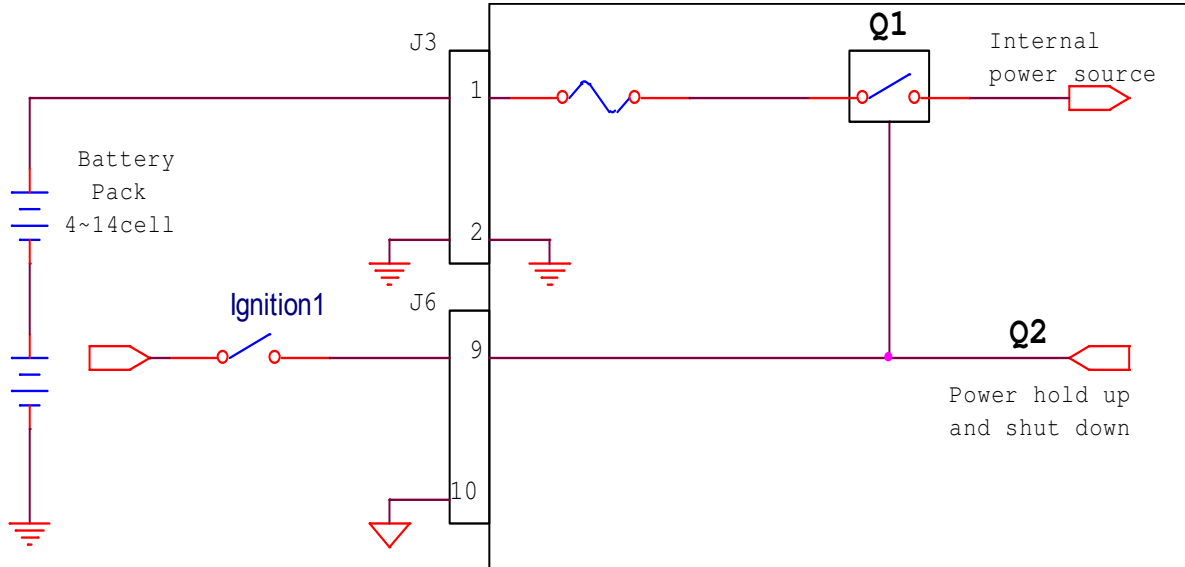 J3
Q1
Internal
power source
1
Battery
Pack
4~14cell
2
J6
Ignition1
9
Q2
Power hold up
and shut down
10